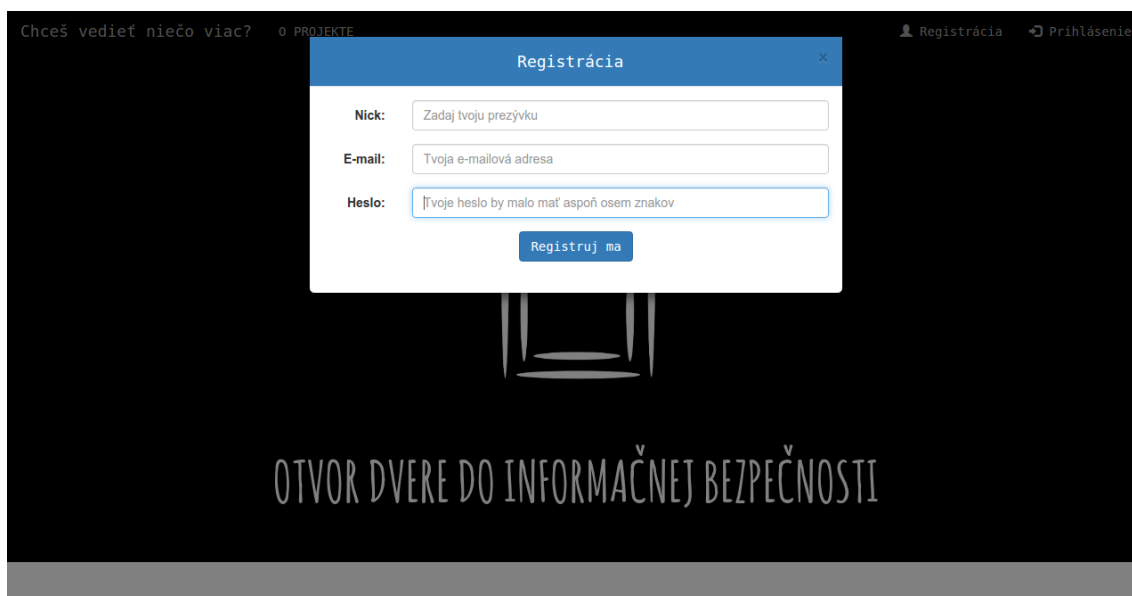 Chceš vedieť niečo viac? O PROJEKTE Registrácia Prihlásenie
Registrácia ×
Nick: Zadaj tvoju prezývku
E-mail: Tvoja e-mailová adresa
Heslo: Tvoje heslo by malo mať aspoň osem znakov
Registruj ma
OTVOR DVERE DO INFORMAČNEJ BEZPEČNOSTI